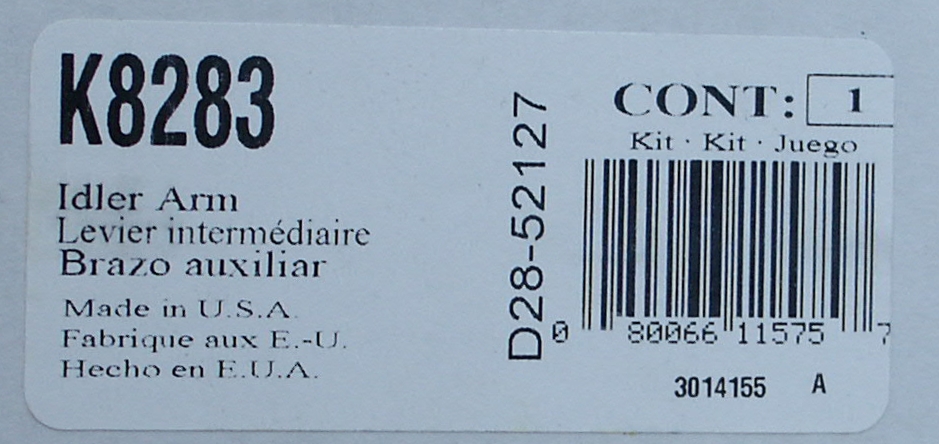 K8283
Idler Arm
Levier intermédiaire
Brazo auxiliar
Made in U.S.A.
Fabrique aux E.-U.
Hecho en E.U.A.
D28-52127
CONT: 1
Kit · Kit · Juego
0 80066 11575 7
3014155 A